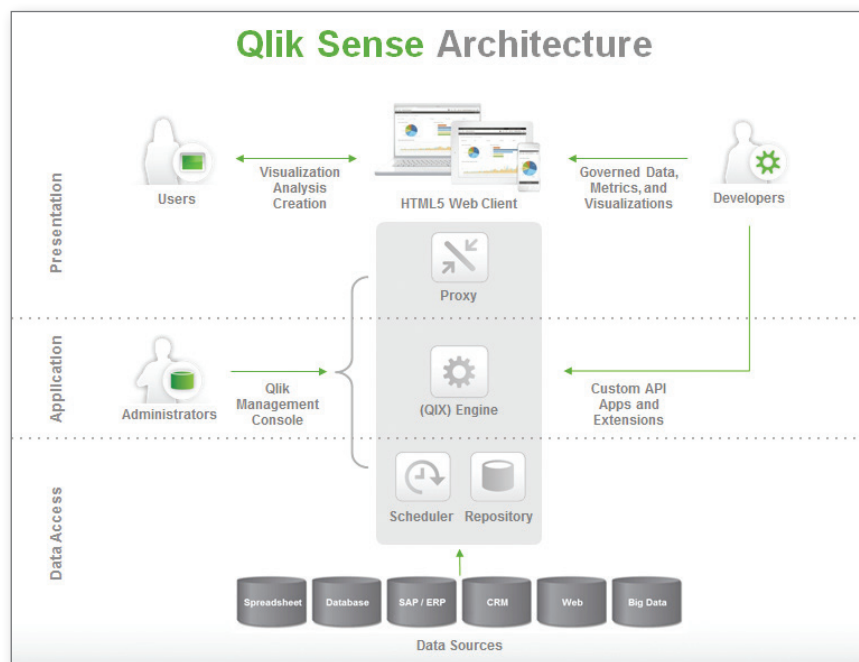 Qlik Sense Architecture
Presentation
Users
Visualization
Analysis
Creation
HTML5 Web Client
Governed Data,
Metrics, and
Visualizations
Developers
Proxy
Application
Administrators
Qlik
Management
Console
(QIX) Engine
Custom API
Apps and
Extensions
Data Access
Scheduler
Repository
Spreadsheet
Database
SAP / ERP
CRM
Web
Big Data
Data Sources